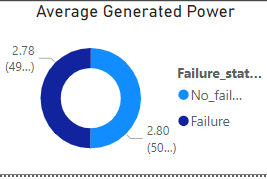 Average Generated Power
2.78
(49...)
Failure_stat...
No_fail...
Failure
2.80
(50...)